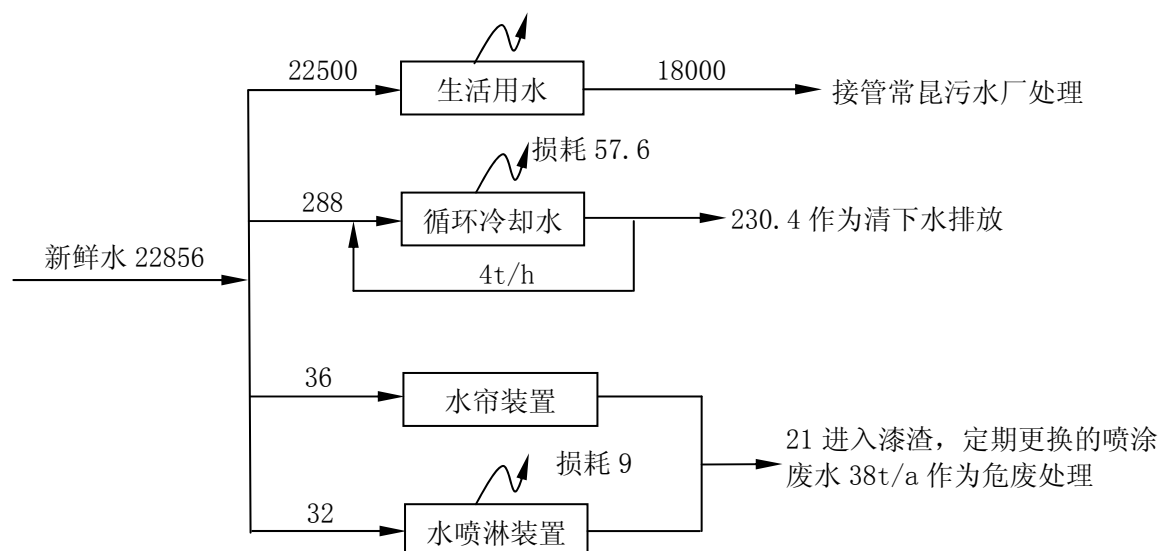 22500
生活用水
18000
接管常昆污水厂处理
损耗 57.6
288
循环冷却水
230.4 作为清下水排放
4t/h
新鲜水 22856
36
水帘装置
21 进入漆渣，定期更换的喷涂
废水 38t/a 作为危废处理
损耗 9
32
水喷淋装置